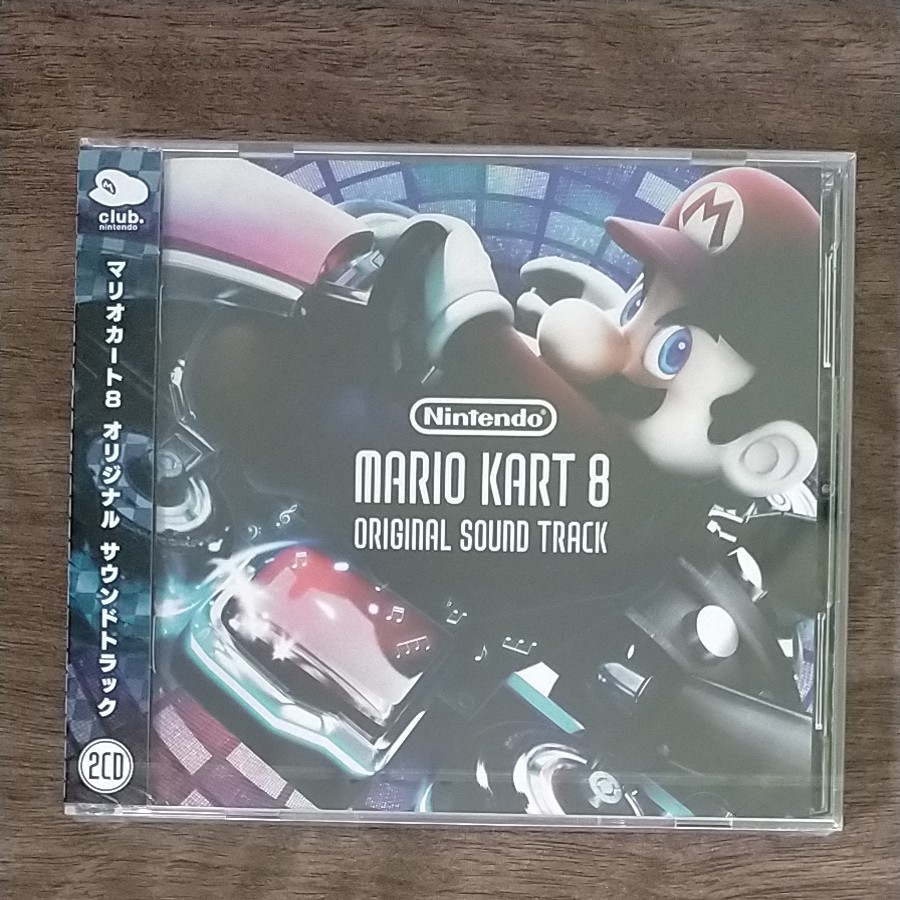 club.
nintendo
マリオカート8 オリジナル サウンドトラック
2CD
M
Nintendo®
MARIO KART 8
ORIGINAL SOUND TRACK